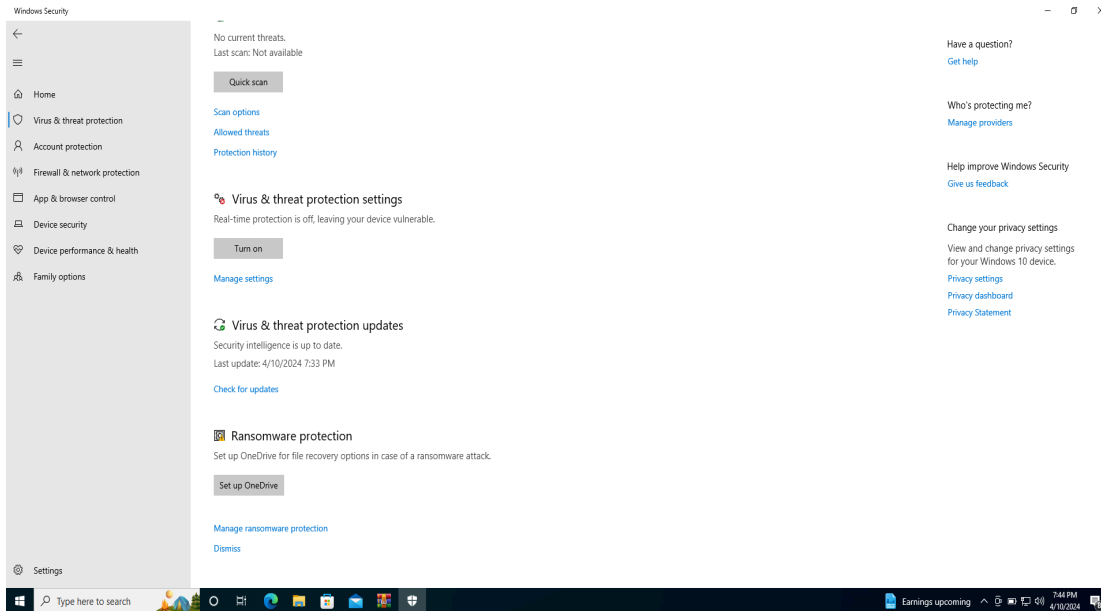 Windows Security
No current threats.
Last scan: Not available
Quick scan
Scan options
Allowed threats
Protection history
Virus & threat protection settings
Real-time protection is off, leaving your device vulnerable.
Turn on
Manage settings
Virus & threat protection updates
Security intelligence is up to date.
Last update: 4/10/2024 7:33 PM
Check for updates
Ransomware protection
Set up OneDrive for file recovery options in case of a ransomware attack.
Set up OneDrive
Manage ransomware protection
Dismiss
Home
Virus & threat protection
Account protection
Firewall & network protection
App & browser control
Device security
Device performance & health
Family options
Settings
Have a question?
Get help
Who's protecting me?
Manage providers
Help improve Windows Security
Give us feedback
Change your privacy settings
View and change privacy settings
for your Windows 10 device.
Privacy settings
Privacy dashboard
Privacy Statement
Type here to search
Earnings upcoming
7:44 PM
4/10/2024